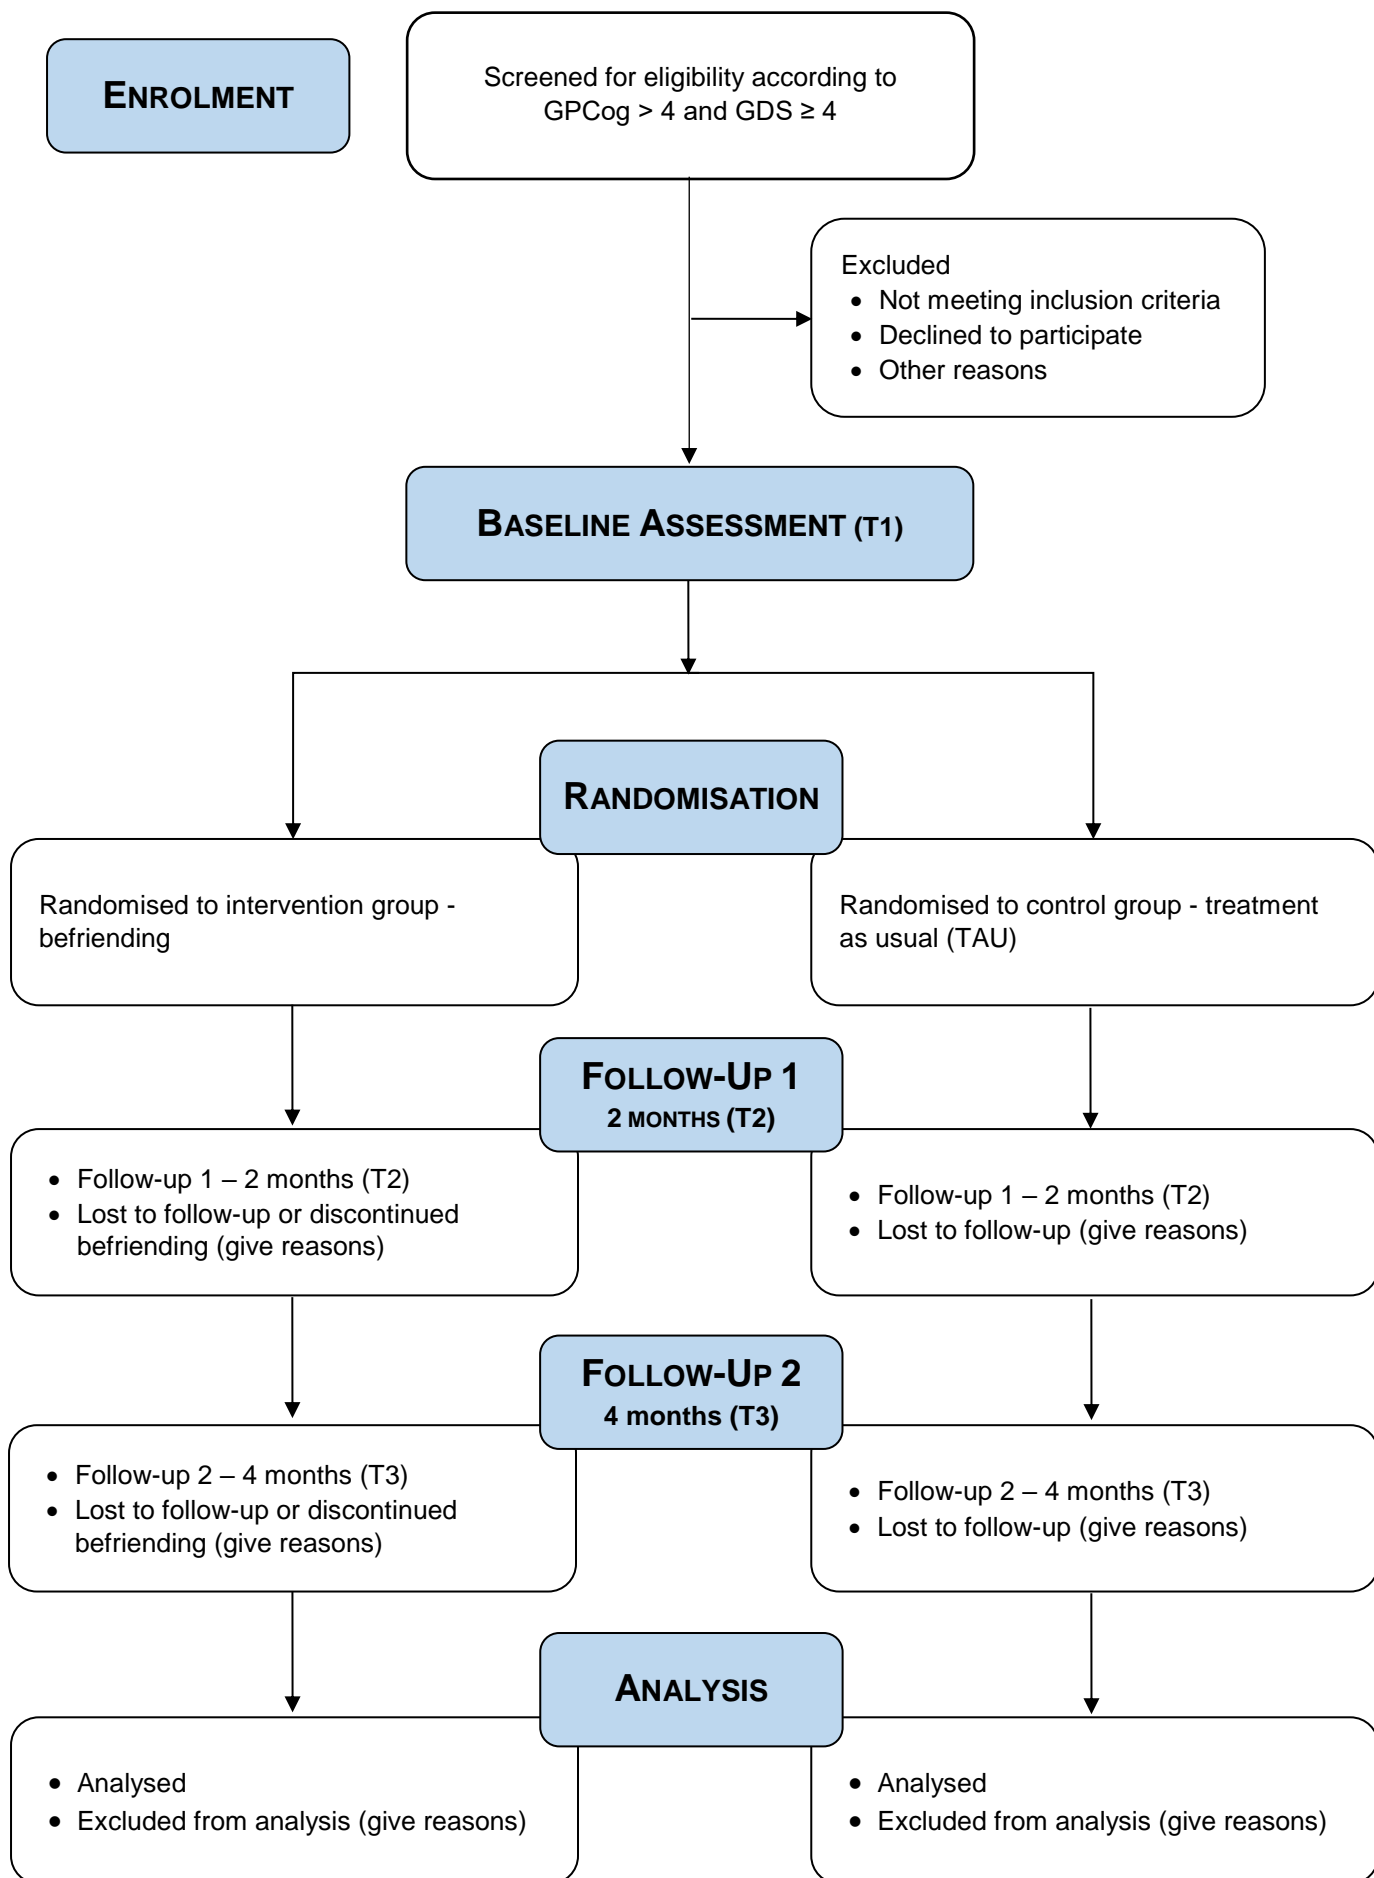 ENROLMENT
Screened for eligibility according to
GPCog > 4 and GDS ≥ 4
Excluded
• Not meeting inclusion criteria
• Declined to participate
• Other reasons
BASELINE ASSESSMENT (T1)
RANDOMISATION
Randomised to intervention group -
befriending
Randomised to control group - treatment
as usual (TAU)
FOLLOW-UP 1
2 MONTHS (T2)
• Follow-up 1 – 2 months (T2)
• Lost to follow-up or discontinued
befriending (give reasons)
• Follow-up 1 – 2 months (T2)
• Lost to follow-up (give reasons)
FOLLOW-UP 2
4 months (T3)
• Follow-up 2 – 4 months (T3)
• Lost to follow-up or discontinued
befriending (give reasons)
• Follow-up 2 – 4 months (T3)
• Lost to follow-up (give reasons)
ANALYSIS
• Analysed
• Excluded from analysis (give reasons)
• Analysed
• Excluded from analysis (give reasons)